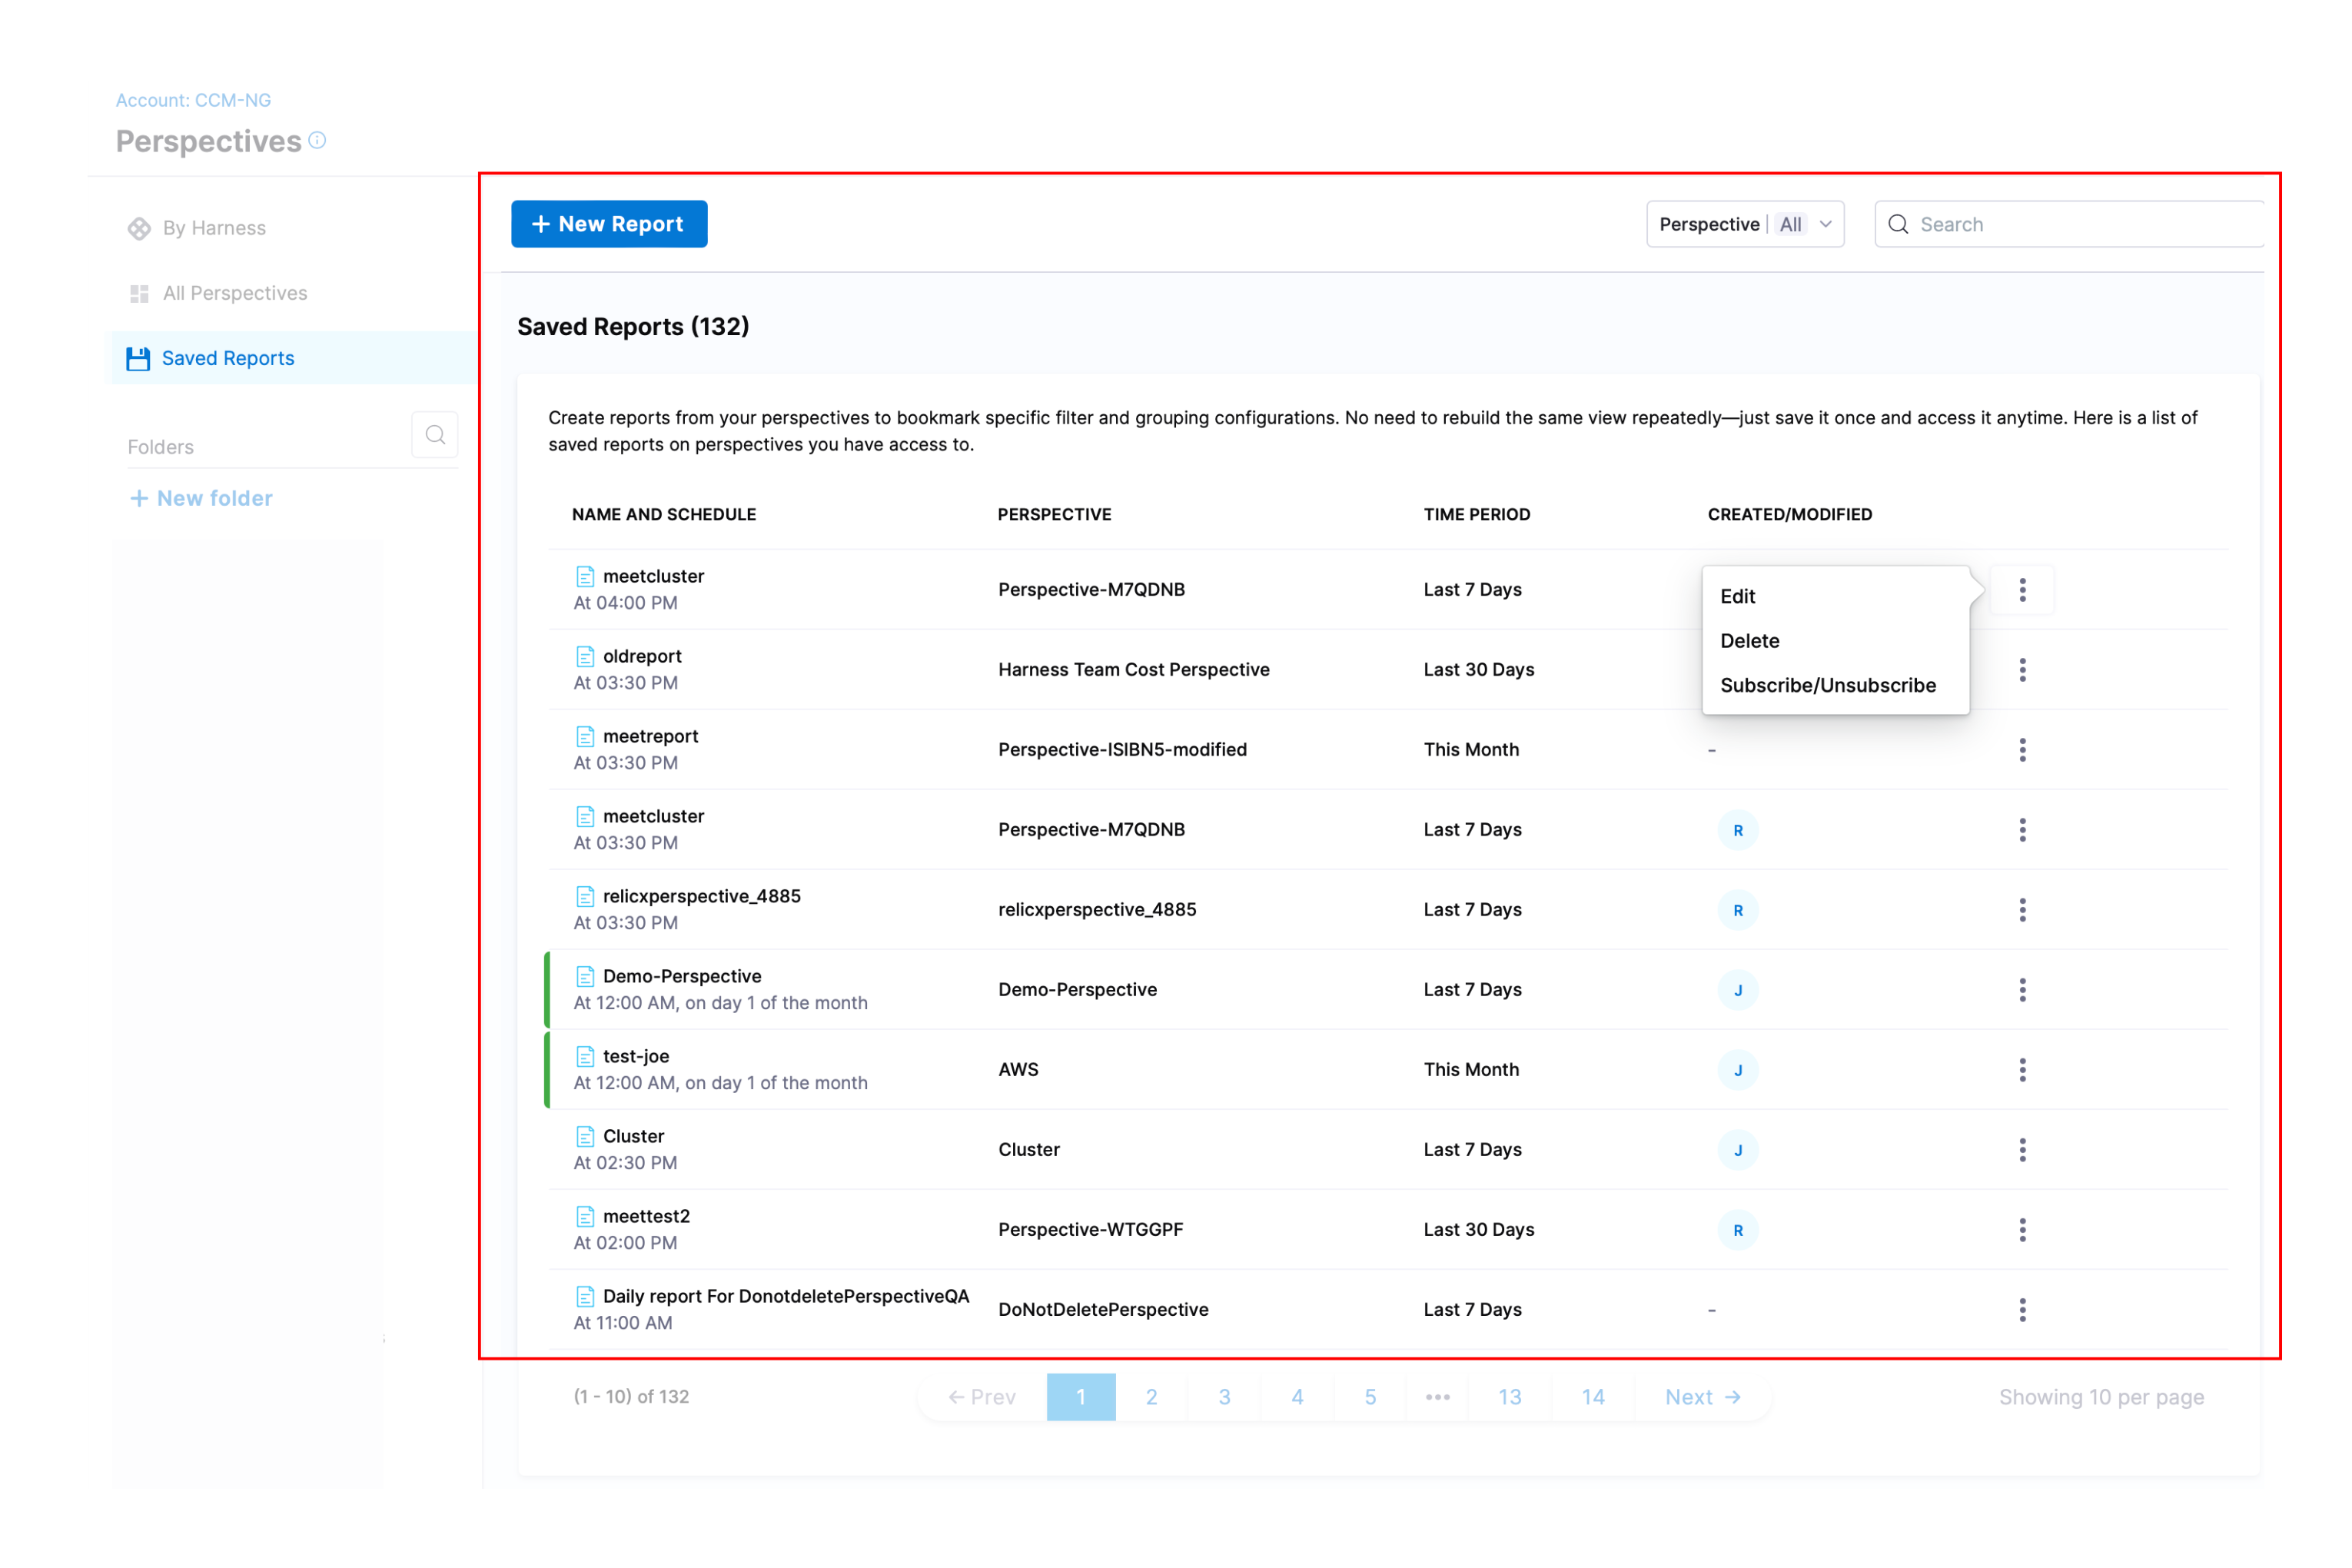 Account: CCM-NG
Perspectives
By Harness
All Perspectives
Saved Reports
Folders
+ New folder
+ New Report
Perspective | All
Search
Saved Reports (132)
Create reports from your perspectives to bookmark specific filter and grouping configurations. No need to rebuild the same view repeatedly—just save it once and access it anytime. Here is a list of
saved reports on perspectives you have access to.
NAME AND SCHEDULE PERSPECTIVE TIME PERIOD CREATED/MODIFIED
meetcluster
At 04:00 PM
Perspective-M7QDNB
Last 7 Days
Edit
Delete
Subscribe/Unsubscribe
oldreport
At 03:30 PM
Harness Team Cost Perspective
Last 30 Days
meetreport
At 03:30 PM
Perspective-ISIBN5-modified
This Month
-
meetcluster
At 03:30 PM
Perspective-M7QDNB
Last 7 Days
R
relicxperspective_4885
At 03:30 PM
relicxperspective_4885
Last 7 Days
R
Demo-Perspective
At 12:00 AM, on day 1 of the month
Demo-Perspective
Last 7 Days
J
test-joe
At 12:00 AM, on day 1 of the month
AWS
This Month
J
Cluster
At 02:30 PM
Cluster
Last 7 Days
J
meettest2
At 02:00 PM
Perspective-WTGGPF
Last 30 Days
R
Daily report For DonotdeletePerspectiveQA
At 11:00 AM
DoNotDeletePerspective
Last 7 Days
-
(1 - 10) of 132
← Prev 1 2 3 4 5 ••• 13 14 Next →
Showing 10 per page